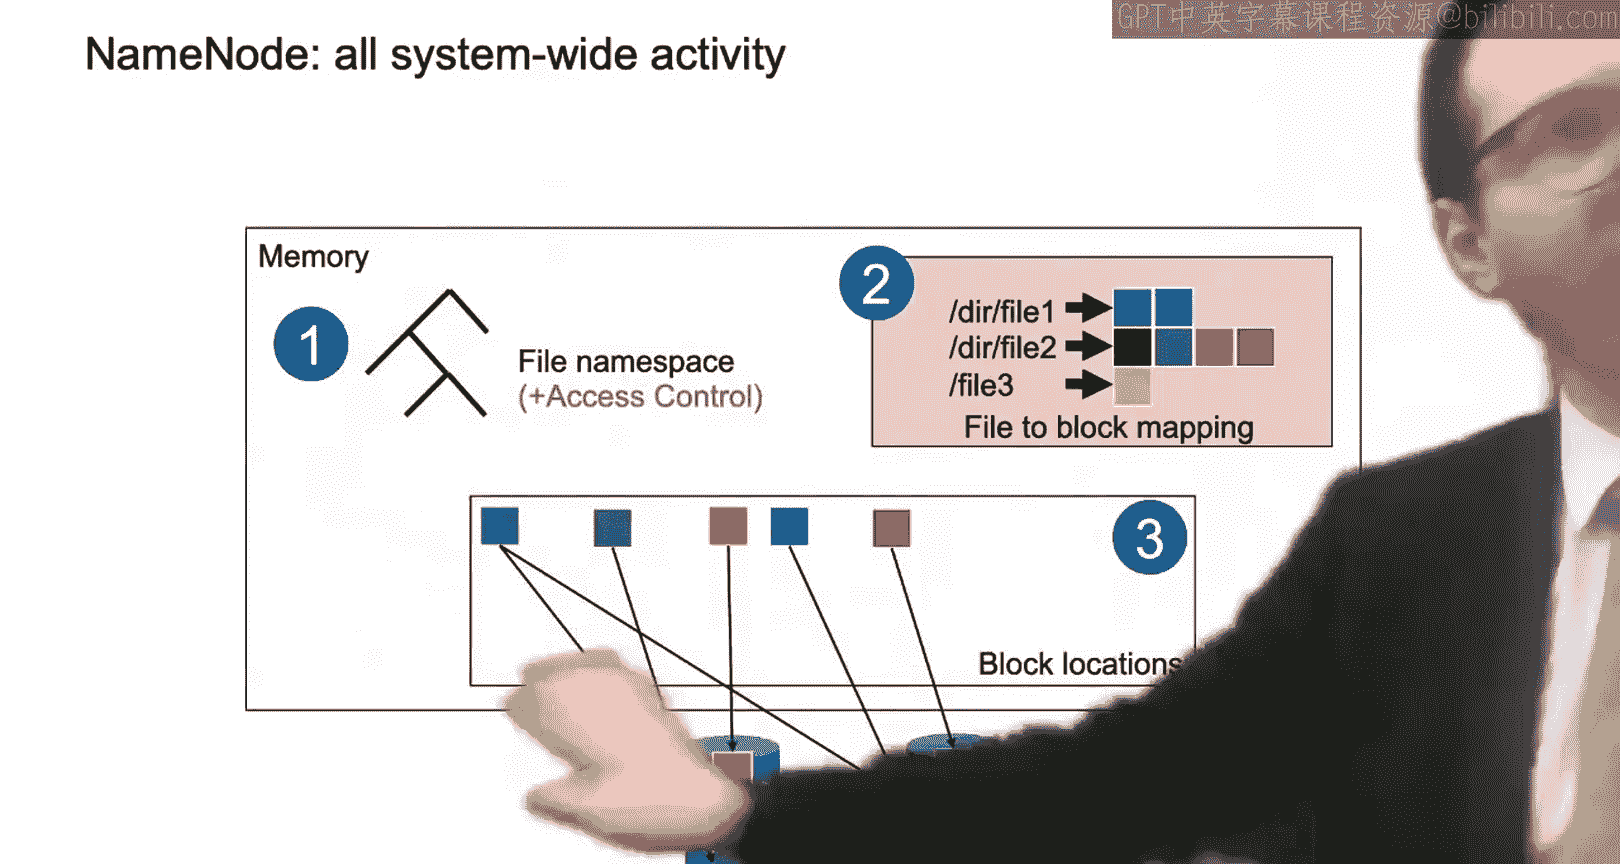 GPT中英字幕课程资源@bilibili.com
NameNode: all system-wide activity
Memory
1
File namespace
(+Access Control)
2
/dir/file1
/dir/file2
/file3
File to block mapping
3
Block locations